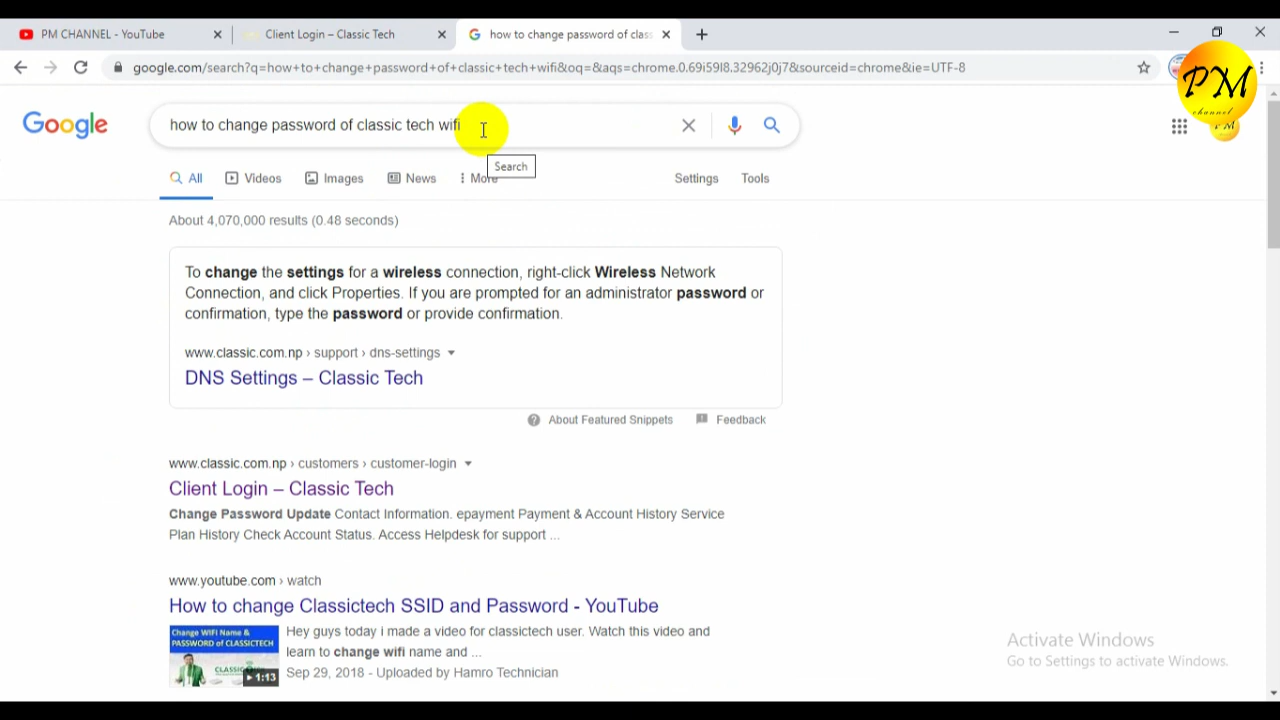 PM CHANNEL - YouTube
Client Login – Classic Tech
how to change password of clas
google.com/search?q=how+to+change+password+of+classic+tech+wifi&oq=&aqs=chrome.0.69i59l8.32962j0j7&sourceid=chrome&ie=UTF-8
PM
channel
Google
how to change password of classic tech wifi
PM
Search
All
Videos
Images
News
More
Settings
Tools
About 4,070,000 results (0.48 seconds)
To change the settings for a wireless connection, right-click Wireless Network
Connection, and click Properties. If you are prompted for an administrator password or
confirmation, type the password or provide confirmation.
www.classic.com.np › support › dns-settings
DNS Settings – Classic Tech
About Featured Snippets
Feedback
www.classic.com.np › customers › customer-login
Client Login – Classic Tech
Change Password Update Contact Information. epayment Payment & Account History Service
Plan History Check Account Status. Access Helpdesk for support ...
www.youtube.com › watch
How to change Classictech SSID and Password - YouTube
Change WIFI Name &
PASSWORD of CLASSICTECH
1:13
Hey guys today i made a video for classictech user. Watch this video and
learn to change wifi name and ...
Sep 29, 2018 - Uploaded by Hamro Technician
Activate Windows
Go to Settings to activate Windows.